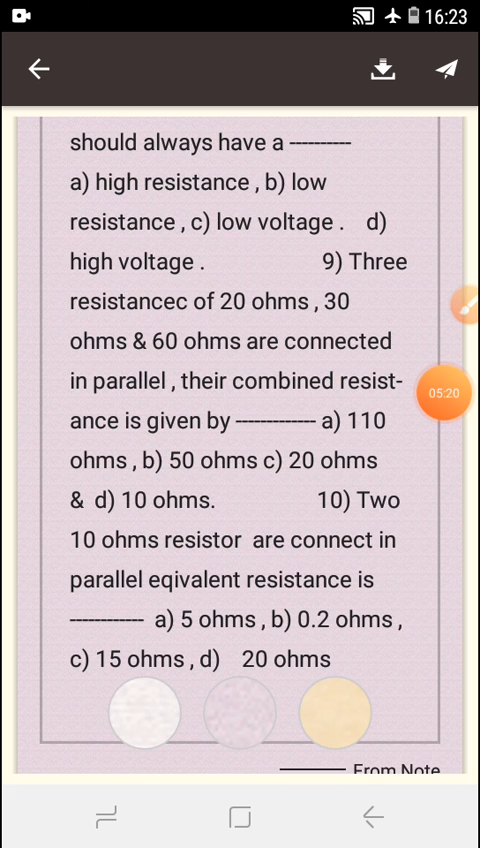 16:23
should always have a ----------
a) high resistance , b) low
resistance , c) low voltage . d)
high voltage . 9) Three
resistancec of 20 ohms , 30
ohms & 60 ohms are connected
in parallel , their combined resist-
05:20
ance is given by ------------- a) 110
ohms , b) 50 ohms c) 20 ohms
& d) 10 ohms. 10) Two
10 ohms resistor are connect in
parallel eqivalent resistance is
------------ a) 5 ohms , b) 0.2 ohms ,
c) 15 ohms , d) 20 ohms
From Note